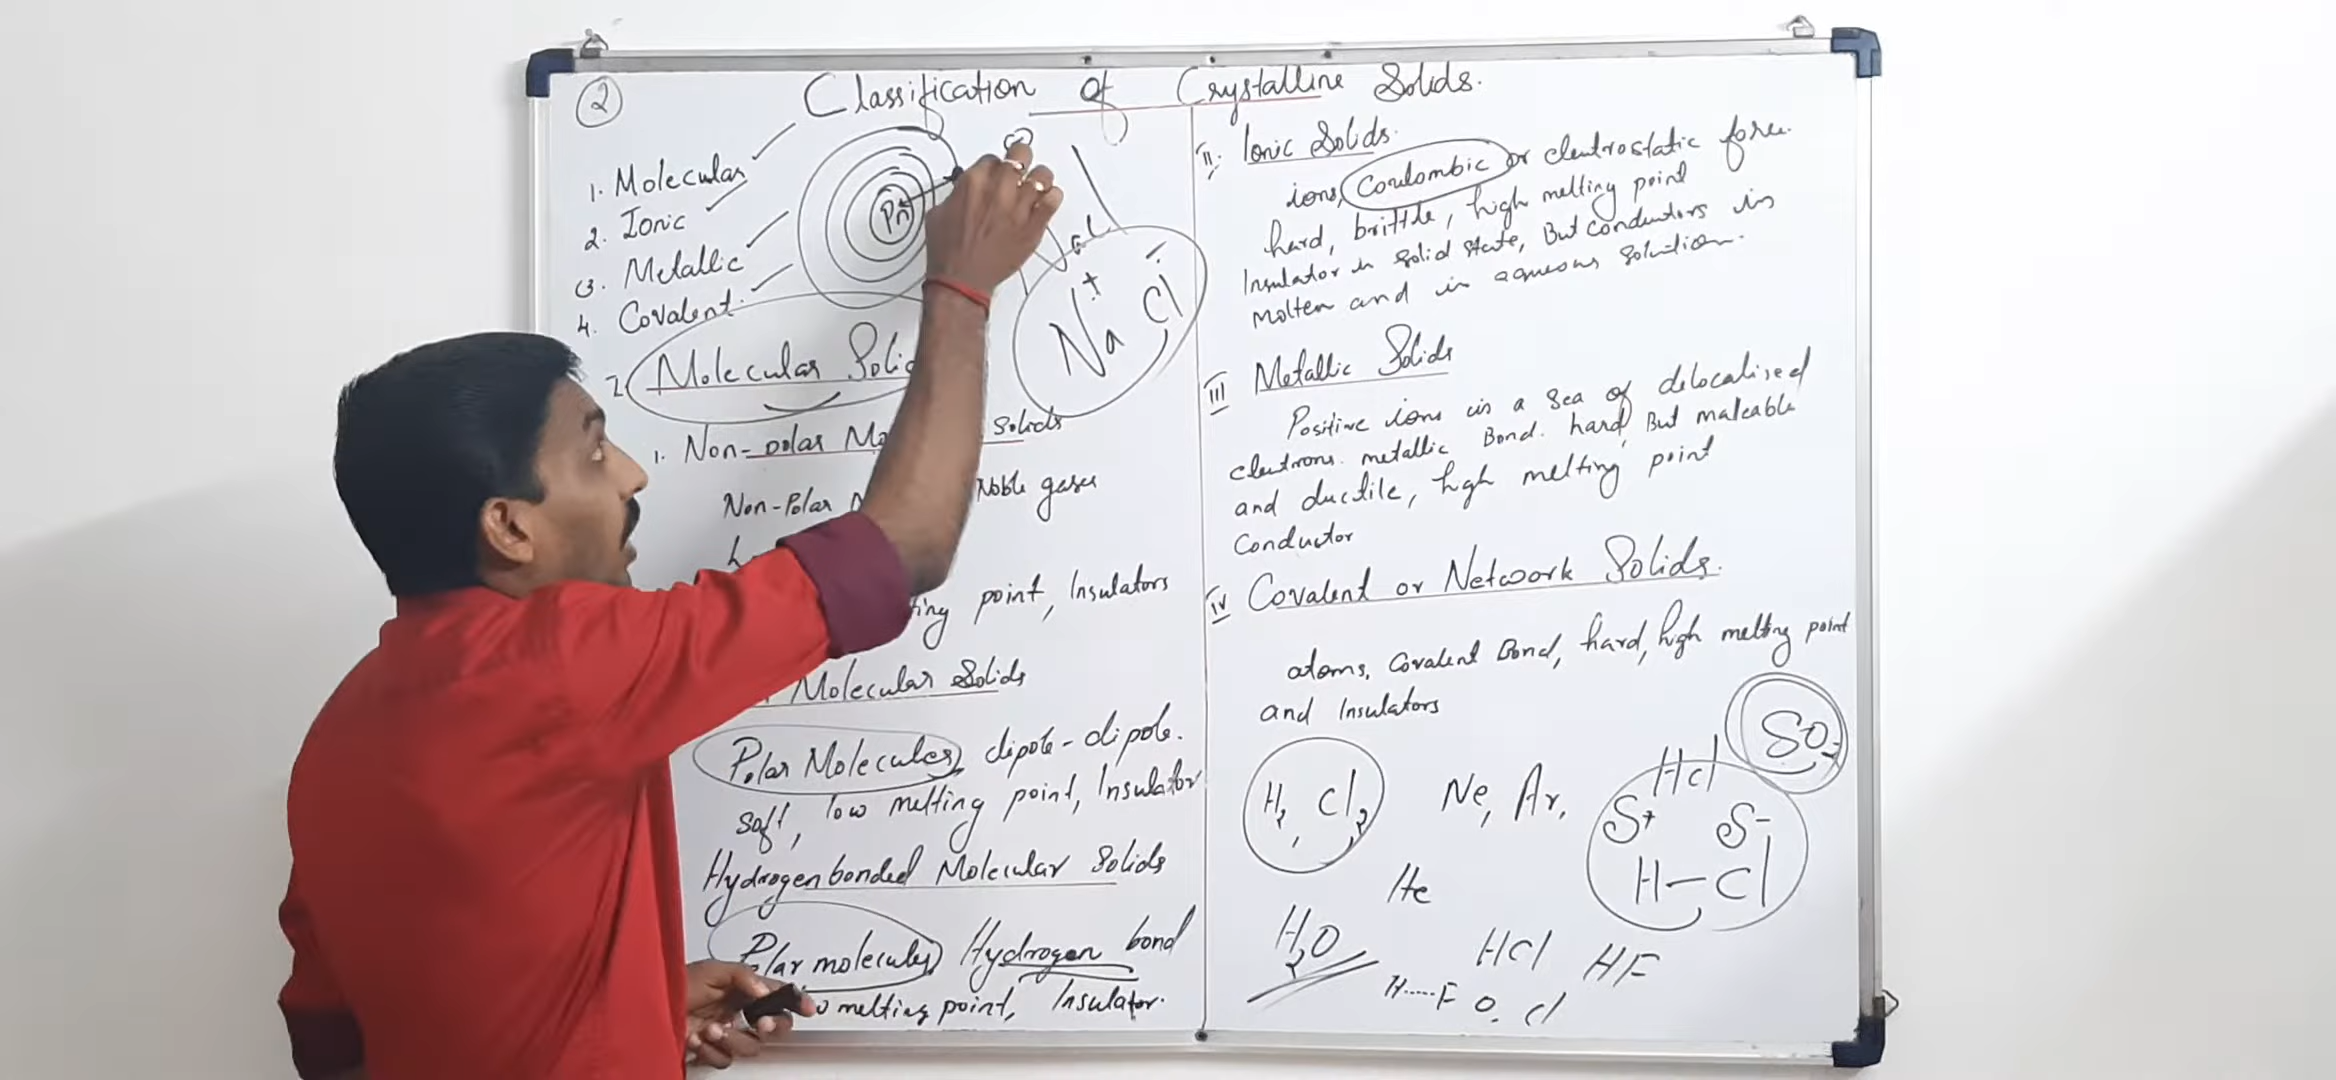 2
Classification of Crystalline Solids.
1. Molecular
2. Ionic
3. Metallic
4. Covalent
Pn
Na+ Cl-
Molecular
1. Non-polar Solids
Non-Polar Noble gases
point, Insulators
Molecular Solids
Polar Molecules, dipole-dipole.
soft, low melting point, Insulator
Hydrogen bonded Molecular Solids
Polar molecules, Hydrogen bond
melting point, Insulator.
II. Ionic Solids.
ions, Coulombic or electrostatic force.
hard, brittle, high melting point
Insulator in solid state, But conductors in
molten and in aqueous solution.
III Metallic Solids
Positive ions in a sea of delocalised
electrons. metallic Bond. hard, But maleable
and ductile, high melting point
Conductor
IV Covalent or Network Solids.
atoms, Covalent Bond, hard, high melting point
and Insulators
SO2
HCl
H2, Cl2, Ne, Ar,
S+ S-
H-Cl
He
H2O HCl HF
H......F O, Cl